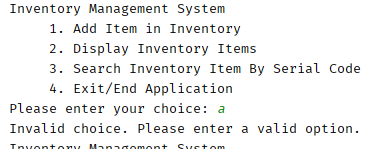 Inventory Management System
1. Add Item in Inventory
2. Display Inventory Items
3. Search Inventory Item By Serial Code
4. Exit/End Application
Please enter your choice: a
Invalid choice. Please enter a valid option.
Inventory Management System